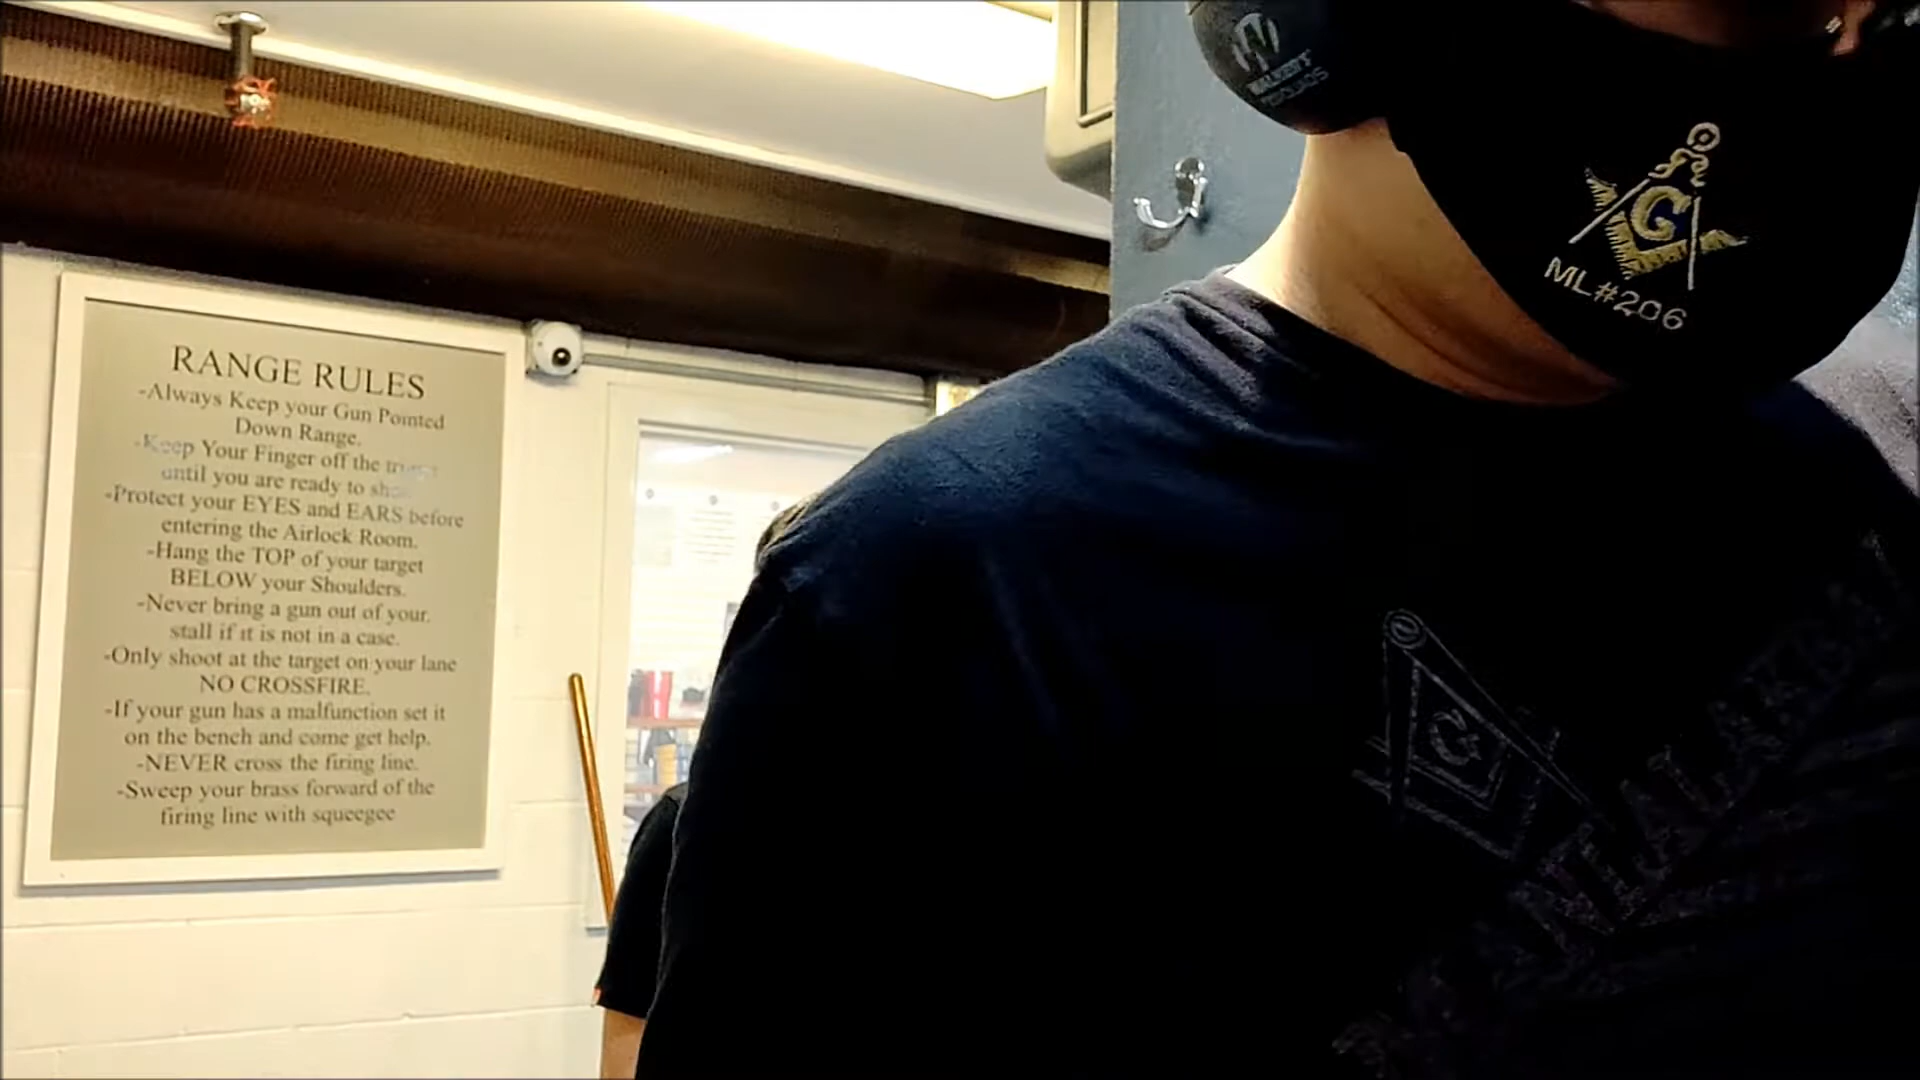 RANGE RULES
-Always Keep your Gun Pointed
Down Range.
-Keep Your Finger off the trigger
until you are ready to
-Protect your EYES and EARS before
entering the Airlock Room.
-Hang the TOP of your target
BELOW your Shoulders.
-Never bring a gun out of your
stall if it is not in a case.
-Only shoot at the target on your lane
NO CROSSFIRE.
-If your gun has a malfunction set it
on the bench and come get help.
-NEVER cross the firing line.
-Sweep your brass forward of the
firing line with squeegee
WALKER'S
G
ML#206
G